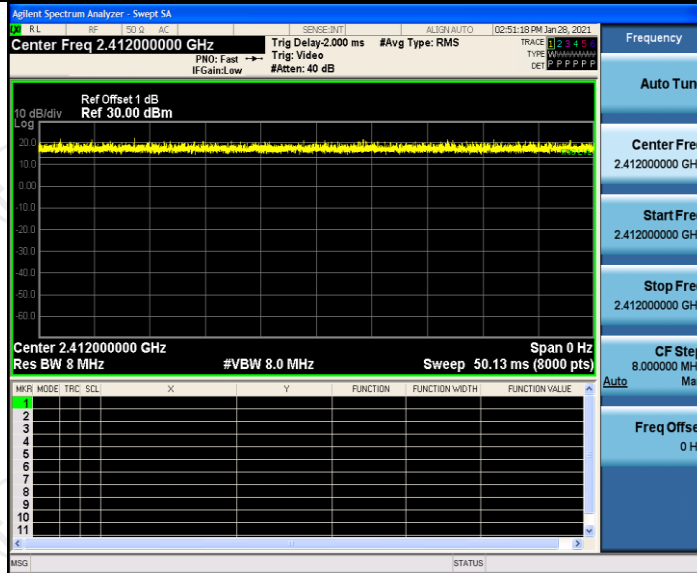 Agilent Spectrum Analyzer - Swept SA
RL RF 50 Ω AC SENSE:INT ALIGN AUTO 02:51:18 PM Jan 28, 2021
Center Freq 2.412000000 GHz Trig Delay-2.000 ms #Avg Type: RMS TRACE 1 2 3 4 5 6
PNO: Fast Trig: Video TYPE WWWWWW
IFGain:Low #Atten: 40 dB DET P P P P P P
Ref Offset 1 dB
10 dB/div Ref 30.00 dBm
Log
20.0
10.0
0.00
-10.0
-20.0
-30.0
-40.0
-50.0
-60.0
Center 2.412000000 GHz Span 0 Hz
Res BW 8 MHz #VBW 8.0 MHz Sweep 50.13 ms (8000 pts)
MKR MODE TRC SCL X Y FUNCTION FUNCTION WIDTH FUNCTION VALUE
1
2
3
4
5
6
7
8
9
10
11
MSG STATUS
Frequency
Auto Tun
Center Fre
2.412000000 GH
Start Fre
2.412000000 GH
Stop Fre
2.412000000 GH
CF Step
8.000000 MH
Auto Ma
Freq Offse
0 H